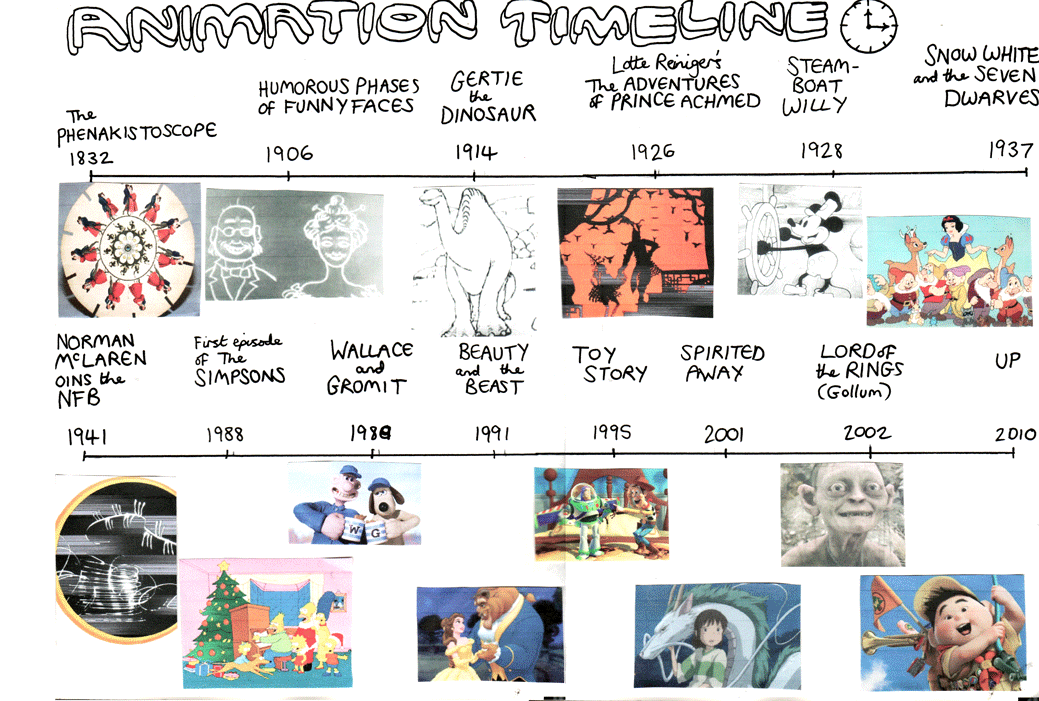 ANIMATION TIMELINE
The
PHENAKISTOSCOPE
1832
HUMOROUS PHASES
of FUNNY FACES
1906
GERTIE
the
DINOSAUR
1914
Lotte Reiniger's
The ADVENTURES
of PRINCE ACHMED
1926
STEAM-
BOAT
WILLY
1928
SNOW WHITE
and the SEVEN
DWARVES
1937
NORMAN
McLAREN
OINS the
NFB
1941
First episode
of The
SIMPSONS
1988
WALLACE
and
GROMIT
1989
BEAUTY
and the
BEAST
1991
TOY
STORY
1995
SPIRITED
AWAY
2001
LORD of
the RINGS
(Gollum)
2002
UP
2010
W G